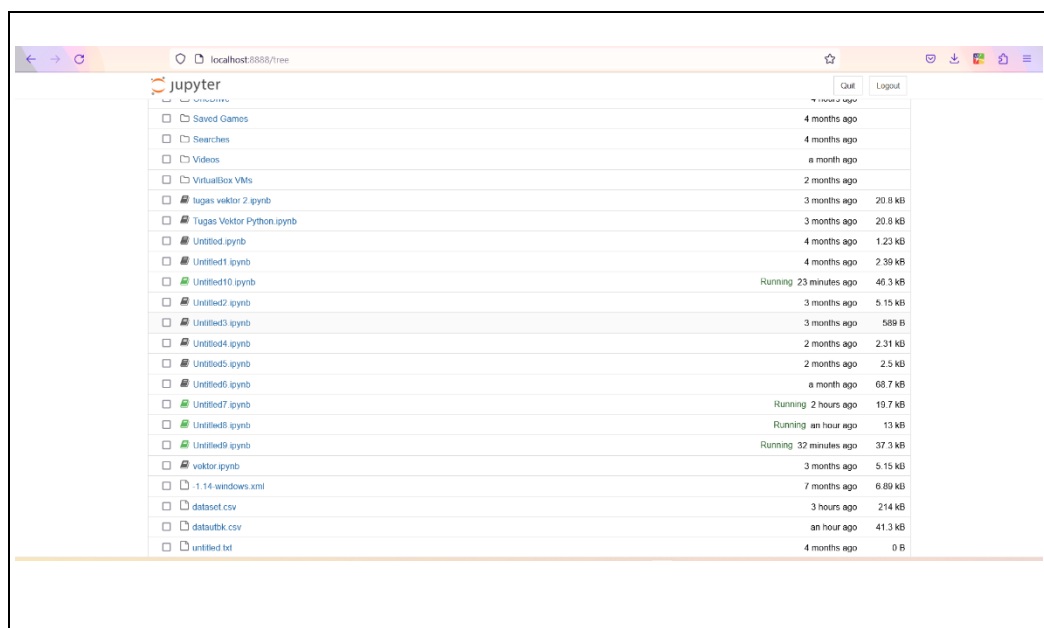 localhost:8888/tree
jupyter
Quit
Logout
OneDrive 4 hours ago
Saved Games 4 months ago
Searches 4 months ago
Videos a month ago
VirtualBox VMs 2 months ago
tugas vektor 2.ipynb 3 months ago 20.8 kB
Tugas Vektor Python.ipynb 3 months ago 20.8 kB
Untitled.ipynb 4 months ago 1.23 kB
Untitled1.ipynb 4 months ago 2.39 kB
Untitled10.ipynb Running 23 minutes ago 46.3 kB
Untitled2.ipynb 3 months ago 5.15 kB
Untitled3.ipynb 3 months ago 589 B
Untitled4.ipynb 2 months ago 2.31 kB
Untitled5.ipynb 2 months ago 2.5 kB
Untitled6.ipynb a month ago 68.7 kB
Untitled7.ipynb Running 2 hours ago 19.7 kB
Untitled8.ipynb Running an hour ago 13 kB
Untitled9.ipynb Running 32 minutes ago 37.3 kB
vektor.ipynb 3 months ago 5.15 kB
-1.14-windows.xml 7 months ago 6.89 kB
dataset.csv 3 hours ago 214 kB
datautbk.csv an hour ago 41.3 kB
untitled.txt 4 months ago 0 B